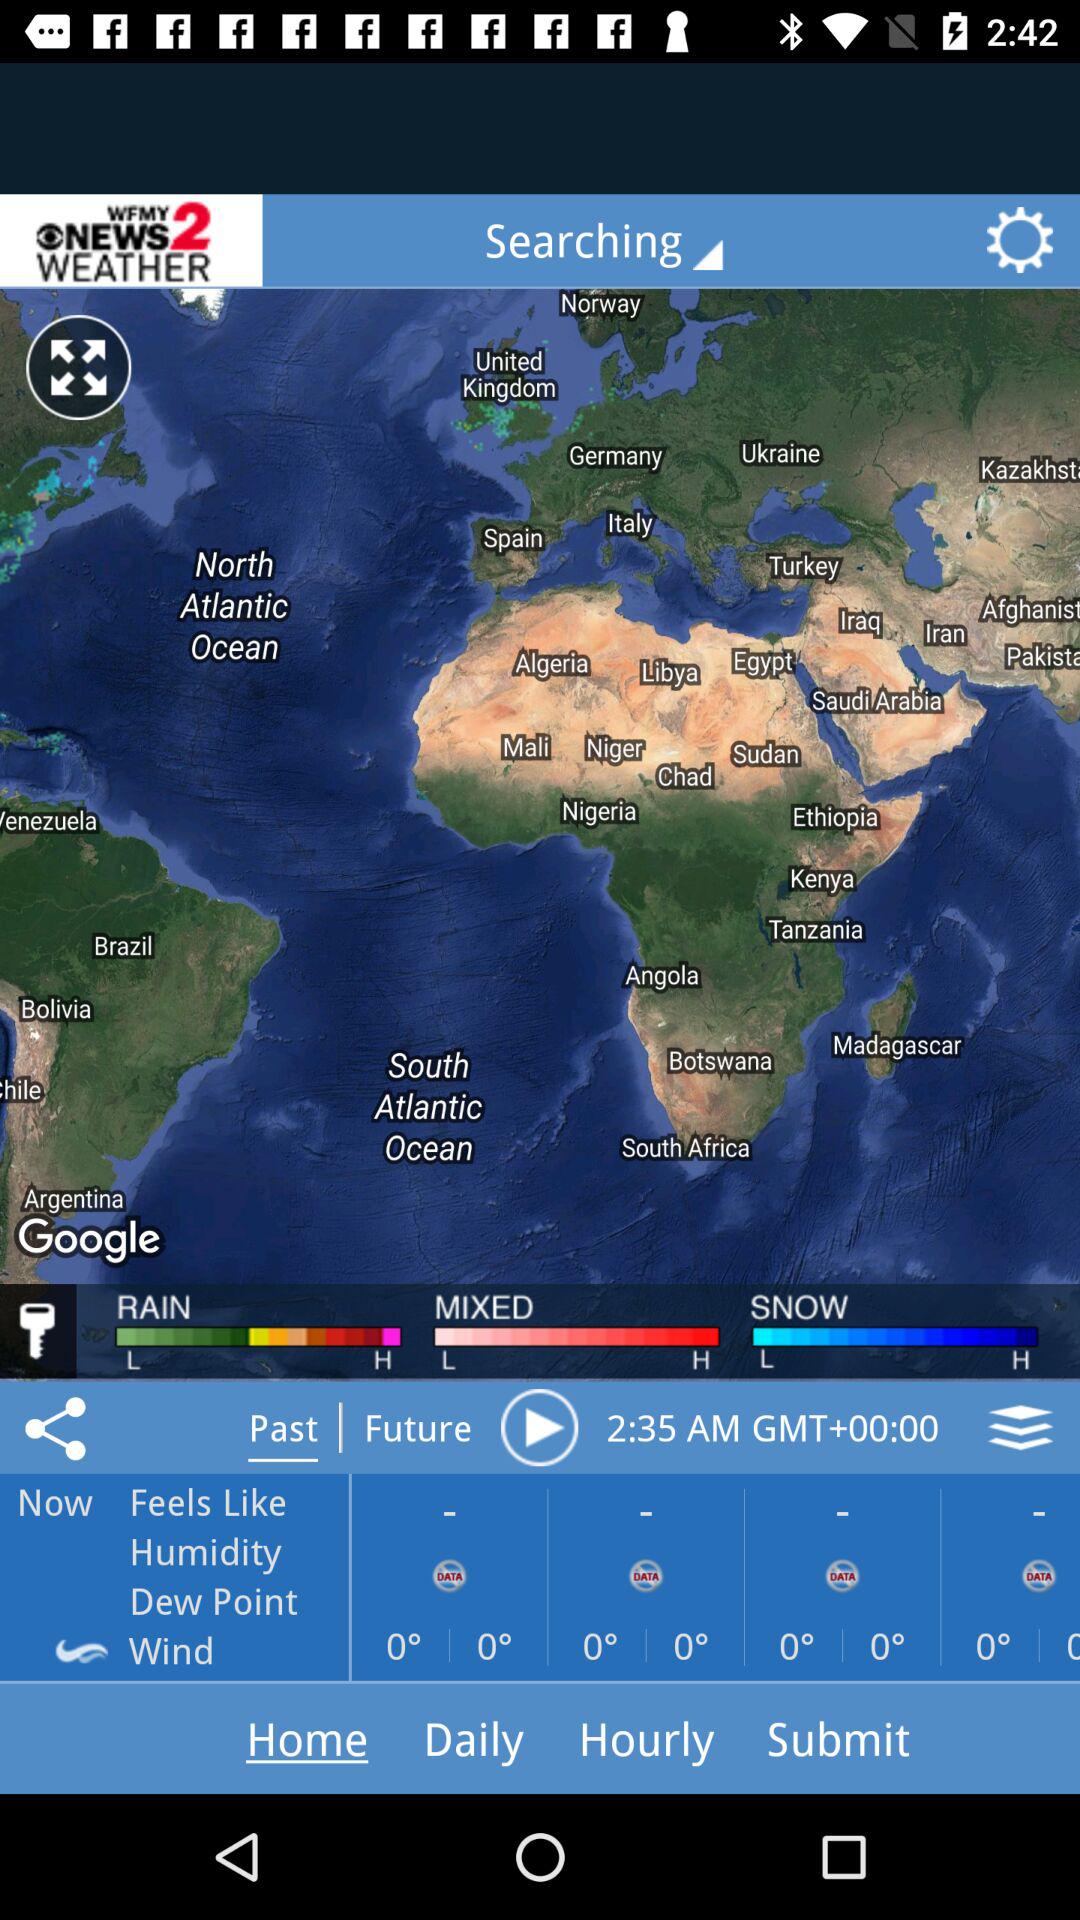 2:42
WFMY
NEWS 2
WEATHER
Searching
Norway
United
Kingdom
Germany
Ukraine
Kazakhsta
Italy
Spain
Turkey
North
Atlantic
Ocean
Iraq
Iran
Afghanist
Pakista
Algeria
Libya
Egypt
Saudi Arabia
Mali
Niger
Chad
Sudan
Nigeria
Ethiopia
Venezuela
Kenya
Tanzania
Brazil
Angola
Bolivia
Madagascar
Botswana
South
Atlantic
Ocean
Chile
South Africa
Argentina
Google
RAIN MIXED SNOW
L H L H L H
Past Future 2:35 AM GMT+00:00
Now Feels Like - - - -
Humidity
DATA DATA DATA DATA
Dew Point
Wind 0° 0° 0° 0° 0° 0° 0°
Home Daily Hourly Submit